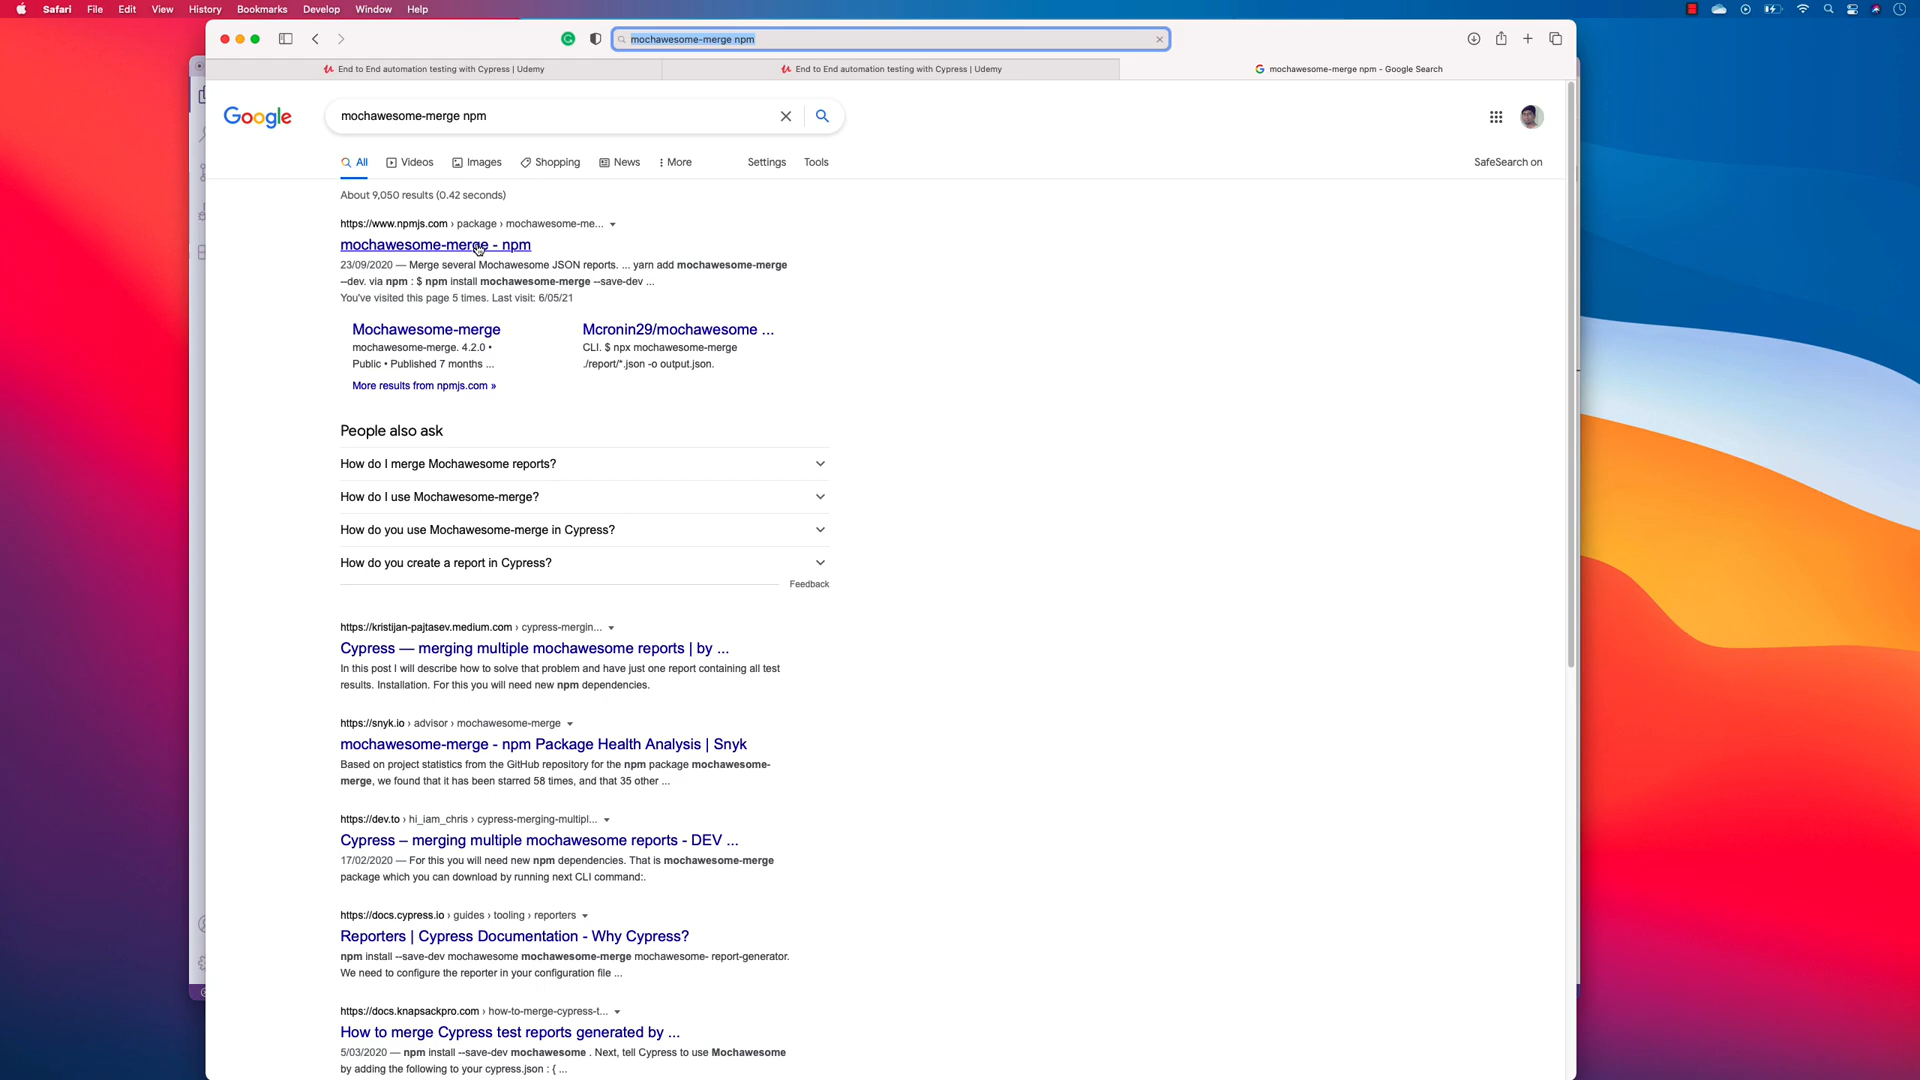 Safari File Edit View History Bookmarks Develop Window Help
mochawesome-merge npm
End to End automation testing with Cypress | Udemy
End to End automation testing with Cypress | Udemy
mochawesome-merge npm - Google Search
Google
mochawesome-merge npm
All Videos Images Shopping News More Settings Tools
SafeSearch on
About 9,050 results (0.42 seconds)
https://www.npmjs.com › package › mochawesome-me...
mochawesome-merge - npm
23/09/2020 — Merge several Mochawesome JSON reports. ... yarn add mochawesome-merge
--dev. via npm : $ npm install mochawesome-merge --save-dev ...
You've visited this page 5 times. Last visit: 6/05/21
Mochawesome-merge
mochawesome-merge. 4.2.0 •
Public • Published 7 months ...
Mcronin29/mochawesome ...
CLI. $ npx mochawesome-merge
./report/*.json -o output.json.
More results from npmjs.com »
People also ask
How do I merge Mochawesome reports?
How do I use Mochawesome-merge?
How do you use Mochawesome-merge in Cypress?
How do you create a report in Cypress?
Feedback
https://kristijan-pajtasev.medium.com › cypress-mergin...
Cypress — merging multiple mochawesome reports | by ...
In this post I will describe how to solve that problem and have just one report containing all test
results. Installation. For this you will need new npm dependencies.
https://snyk.io › advisor › mochawesome-merge
mochawesome-merge - npm Package Health Analysis | Snyk
Based on project statistics from the GitHub repository for the npm package mochawesome-
merge, we found that it has been starred 58 times, and that 35 other ...
https://dev.to › hi_iam_chris › cypress-merging-multipl...
Cypress – merging multiple mochawesome reports - DEV ...
17/02/2020 — For this you will need new npm dependencies. That is mochawesome-merge
package which you can download by running next CLI command:.
https://docs.cypress.io › guides › tooling › reporters
Reporters | Cypress Documentation - Why Cypress?
npm install --save-dev mochawesome mochawesome-merge mochawesome- report-generator.
We need to configure the reporter in your configuration file ...
https://docs.knapsackpro.com › how-to-merge-cypress-t...
How to merge Cypress test reports generated by ...
5/03/2020 — npm install --save-dev mochawesome . Next, tell Cypress to use Mochawesome
by adding the following to your cypress.json : { ...